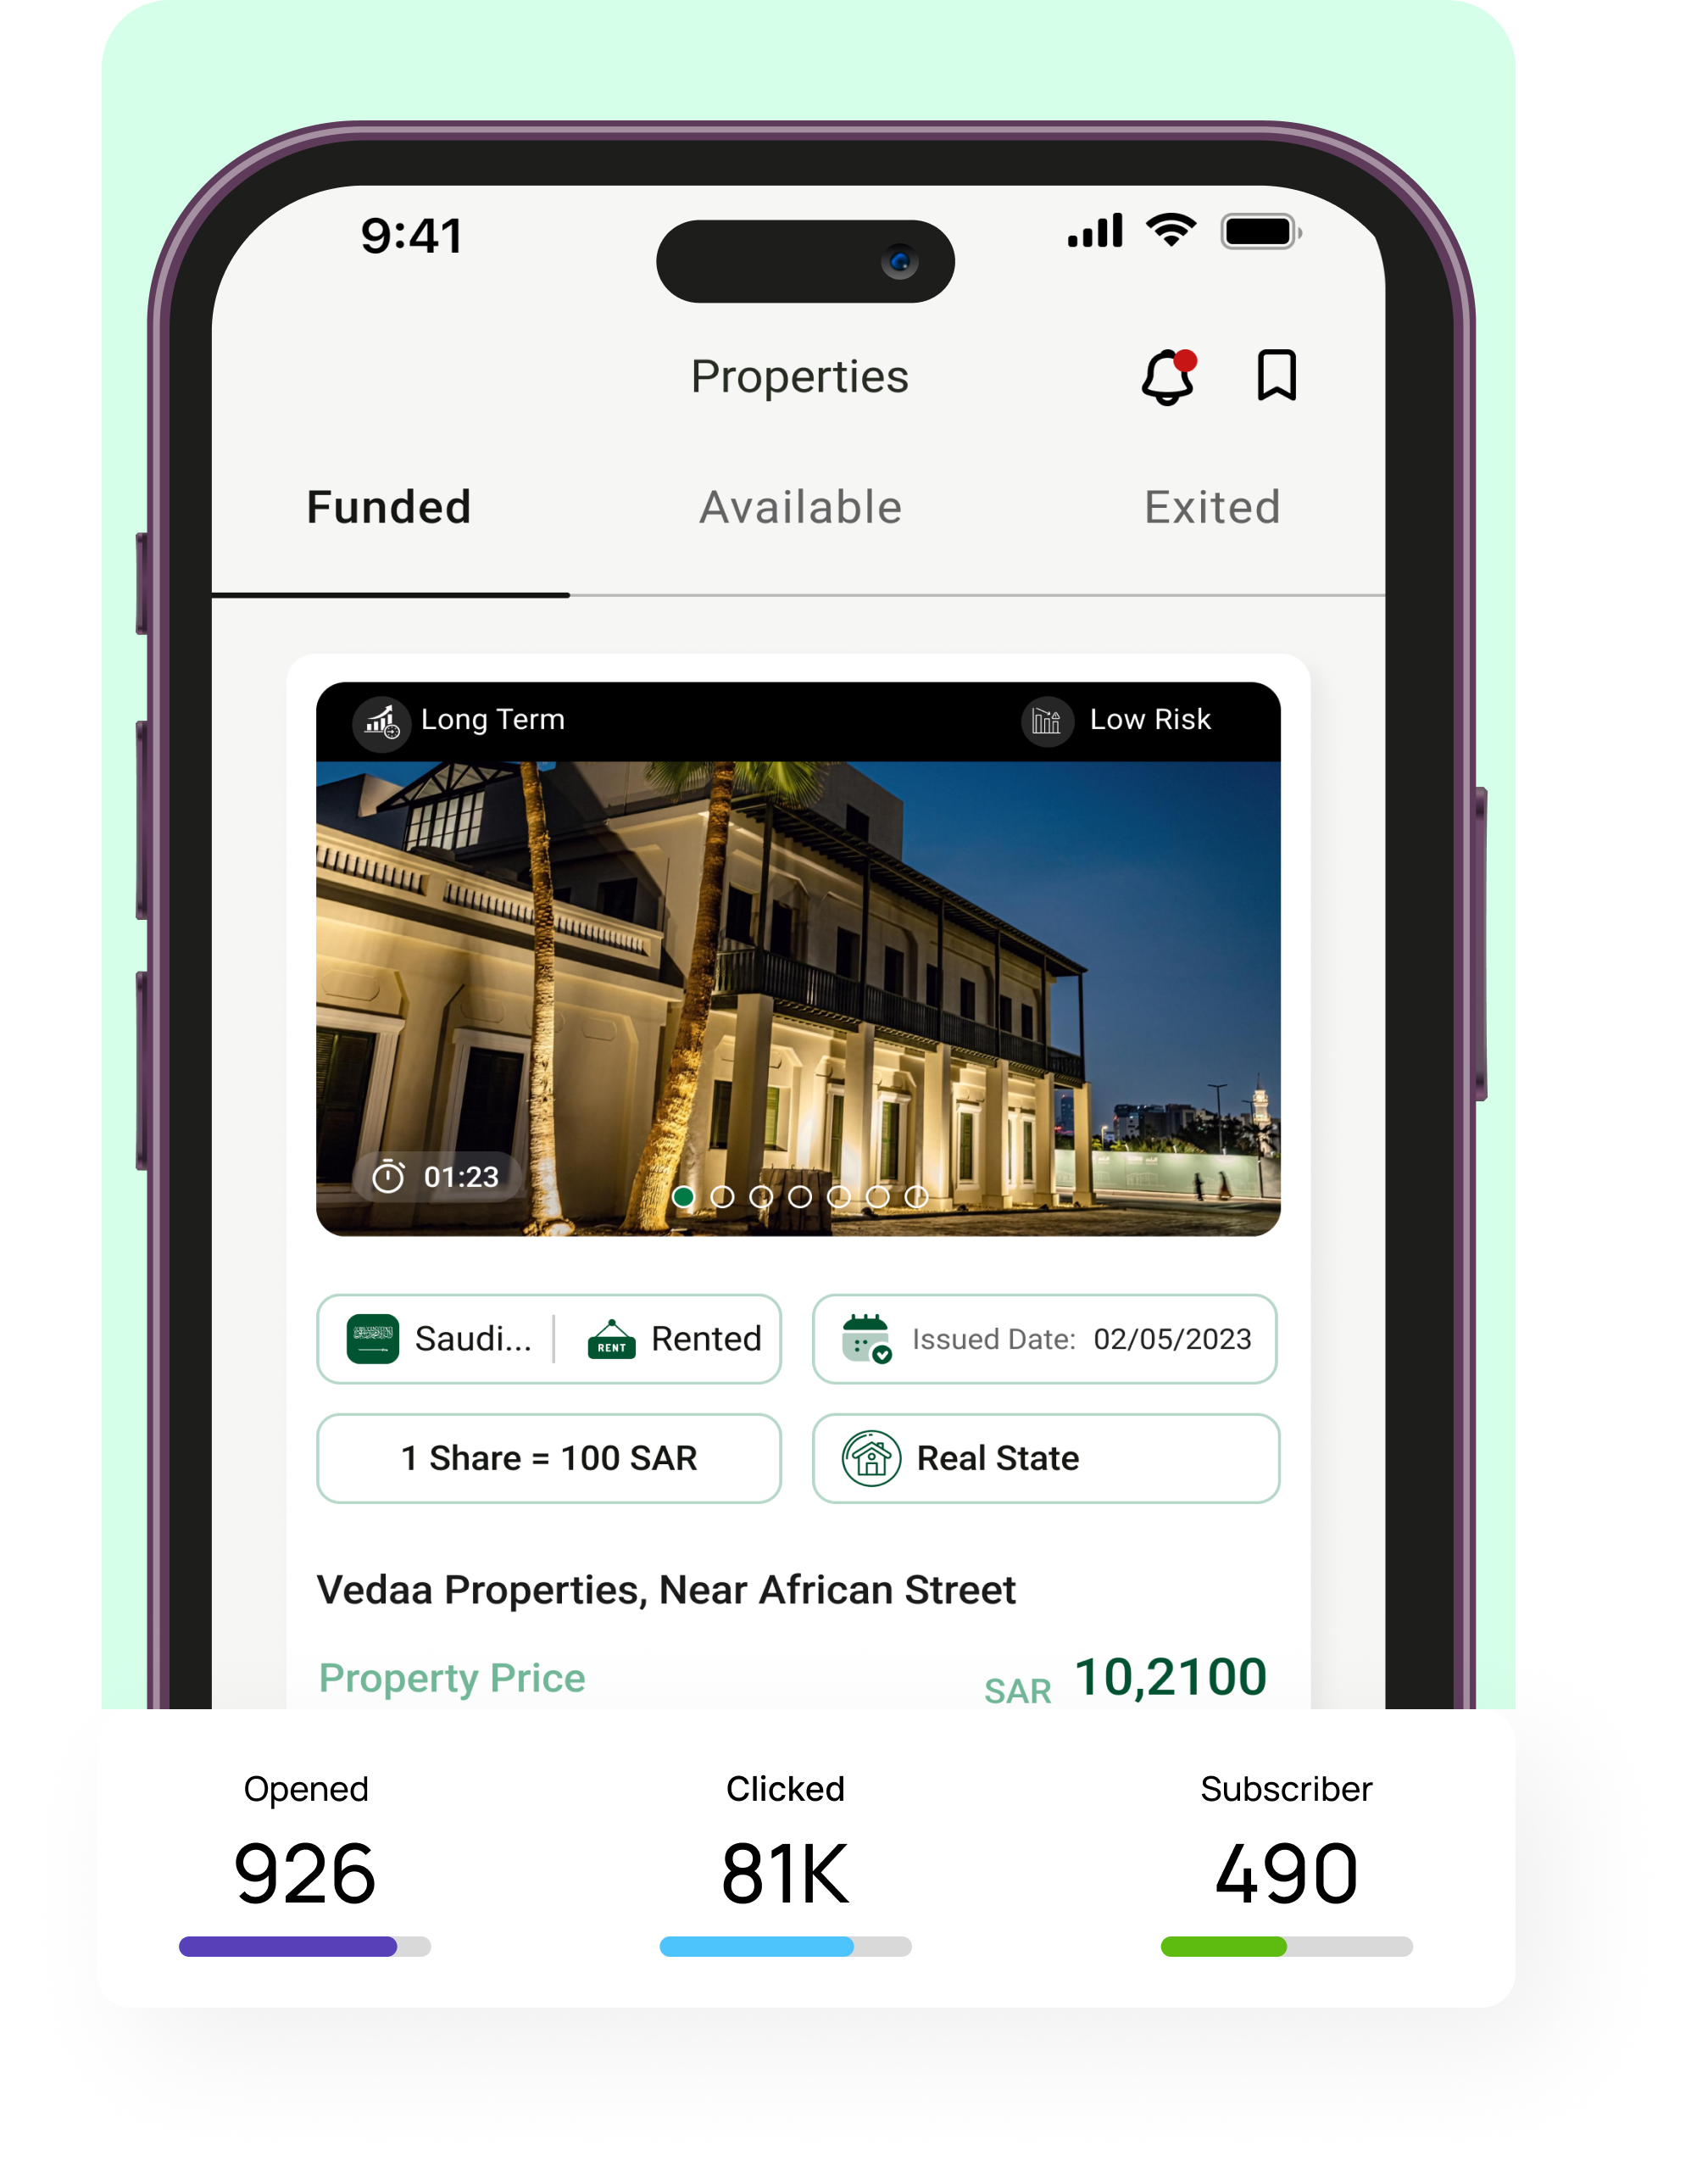 9:41
Properties
Funded Available Exited
Long Term Low Risk
01:23
Saudi... RENT Rented Issued Date: 02/05/2023
1 Share = 100 SAR Real State
Vedaa Properties, Near African Street
Property Price SAR 10,2100
Opened Clicked Subscriber
926 81K 490